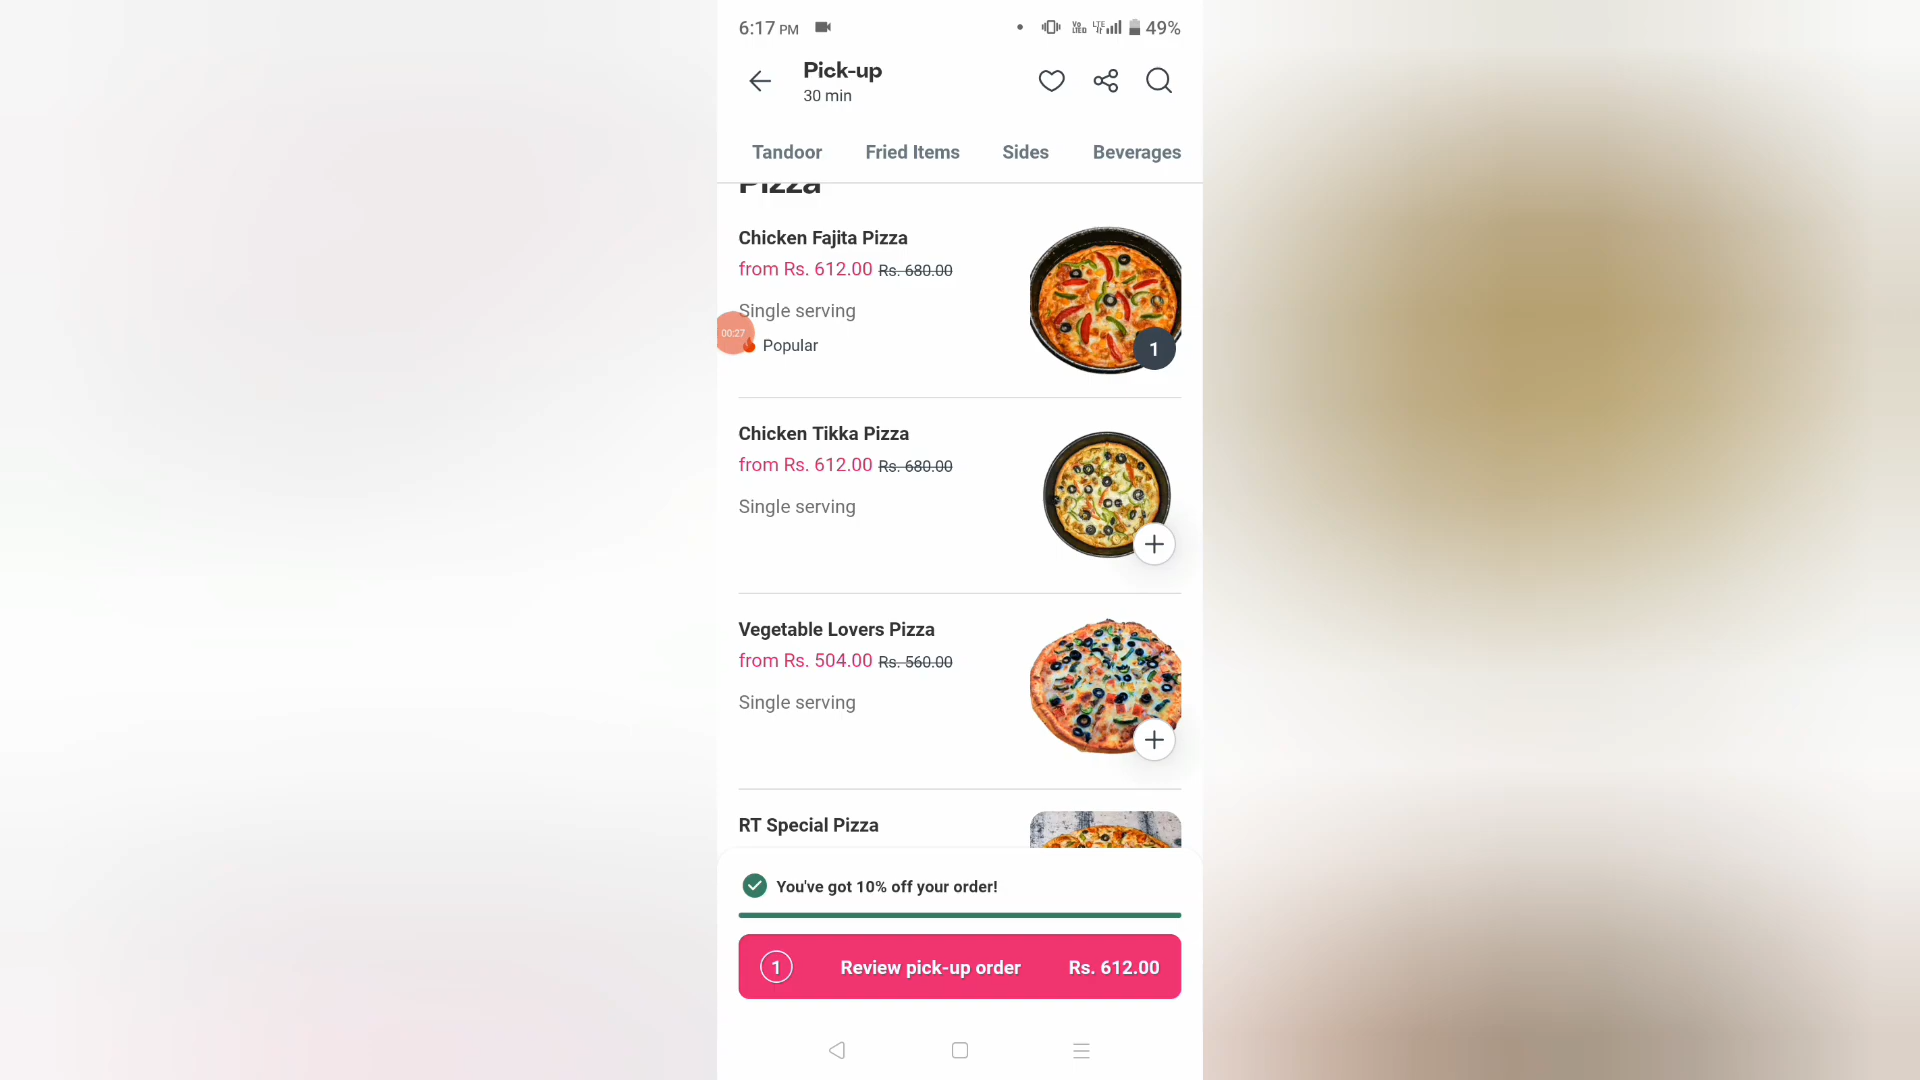 6:17 PM
49%
Pick-up
30 min
Tandoor Fried Items Sides Beverages
Pizza
Chicken Fajita Pizza
from Rs. 612.00 Rs. 680.00
Single serving
00:27
Popular
1
Chicken Tikka Pizza
from Rs. 612.00 Rs. 680.00
Single serving
Vegetable Lovers Pizza
from Rs. 504.00 Rs. 560.00
Single serving
RT Special Pizza
You've got 10% off your order!
1 Review pick-up order Rs. 612.00